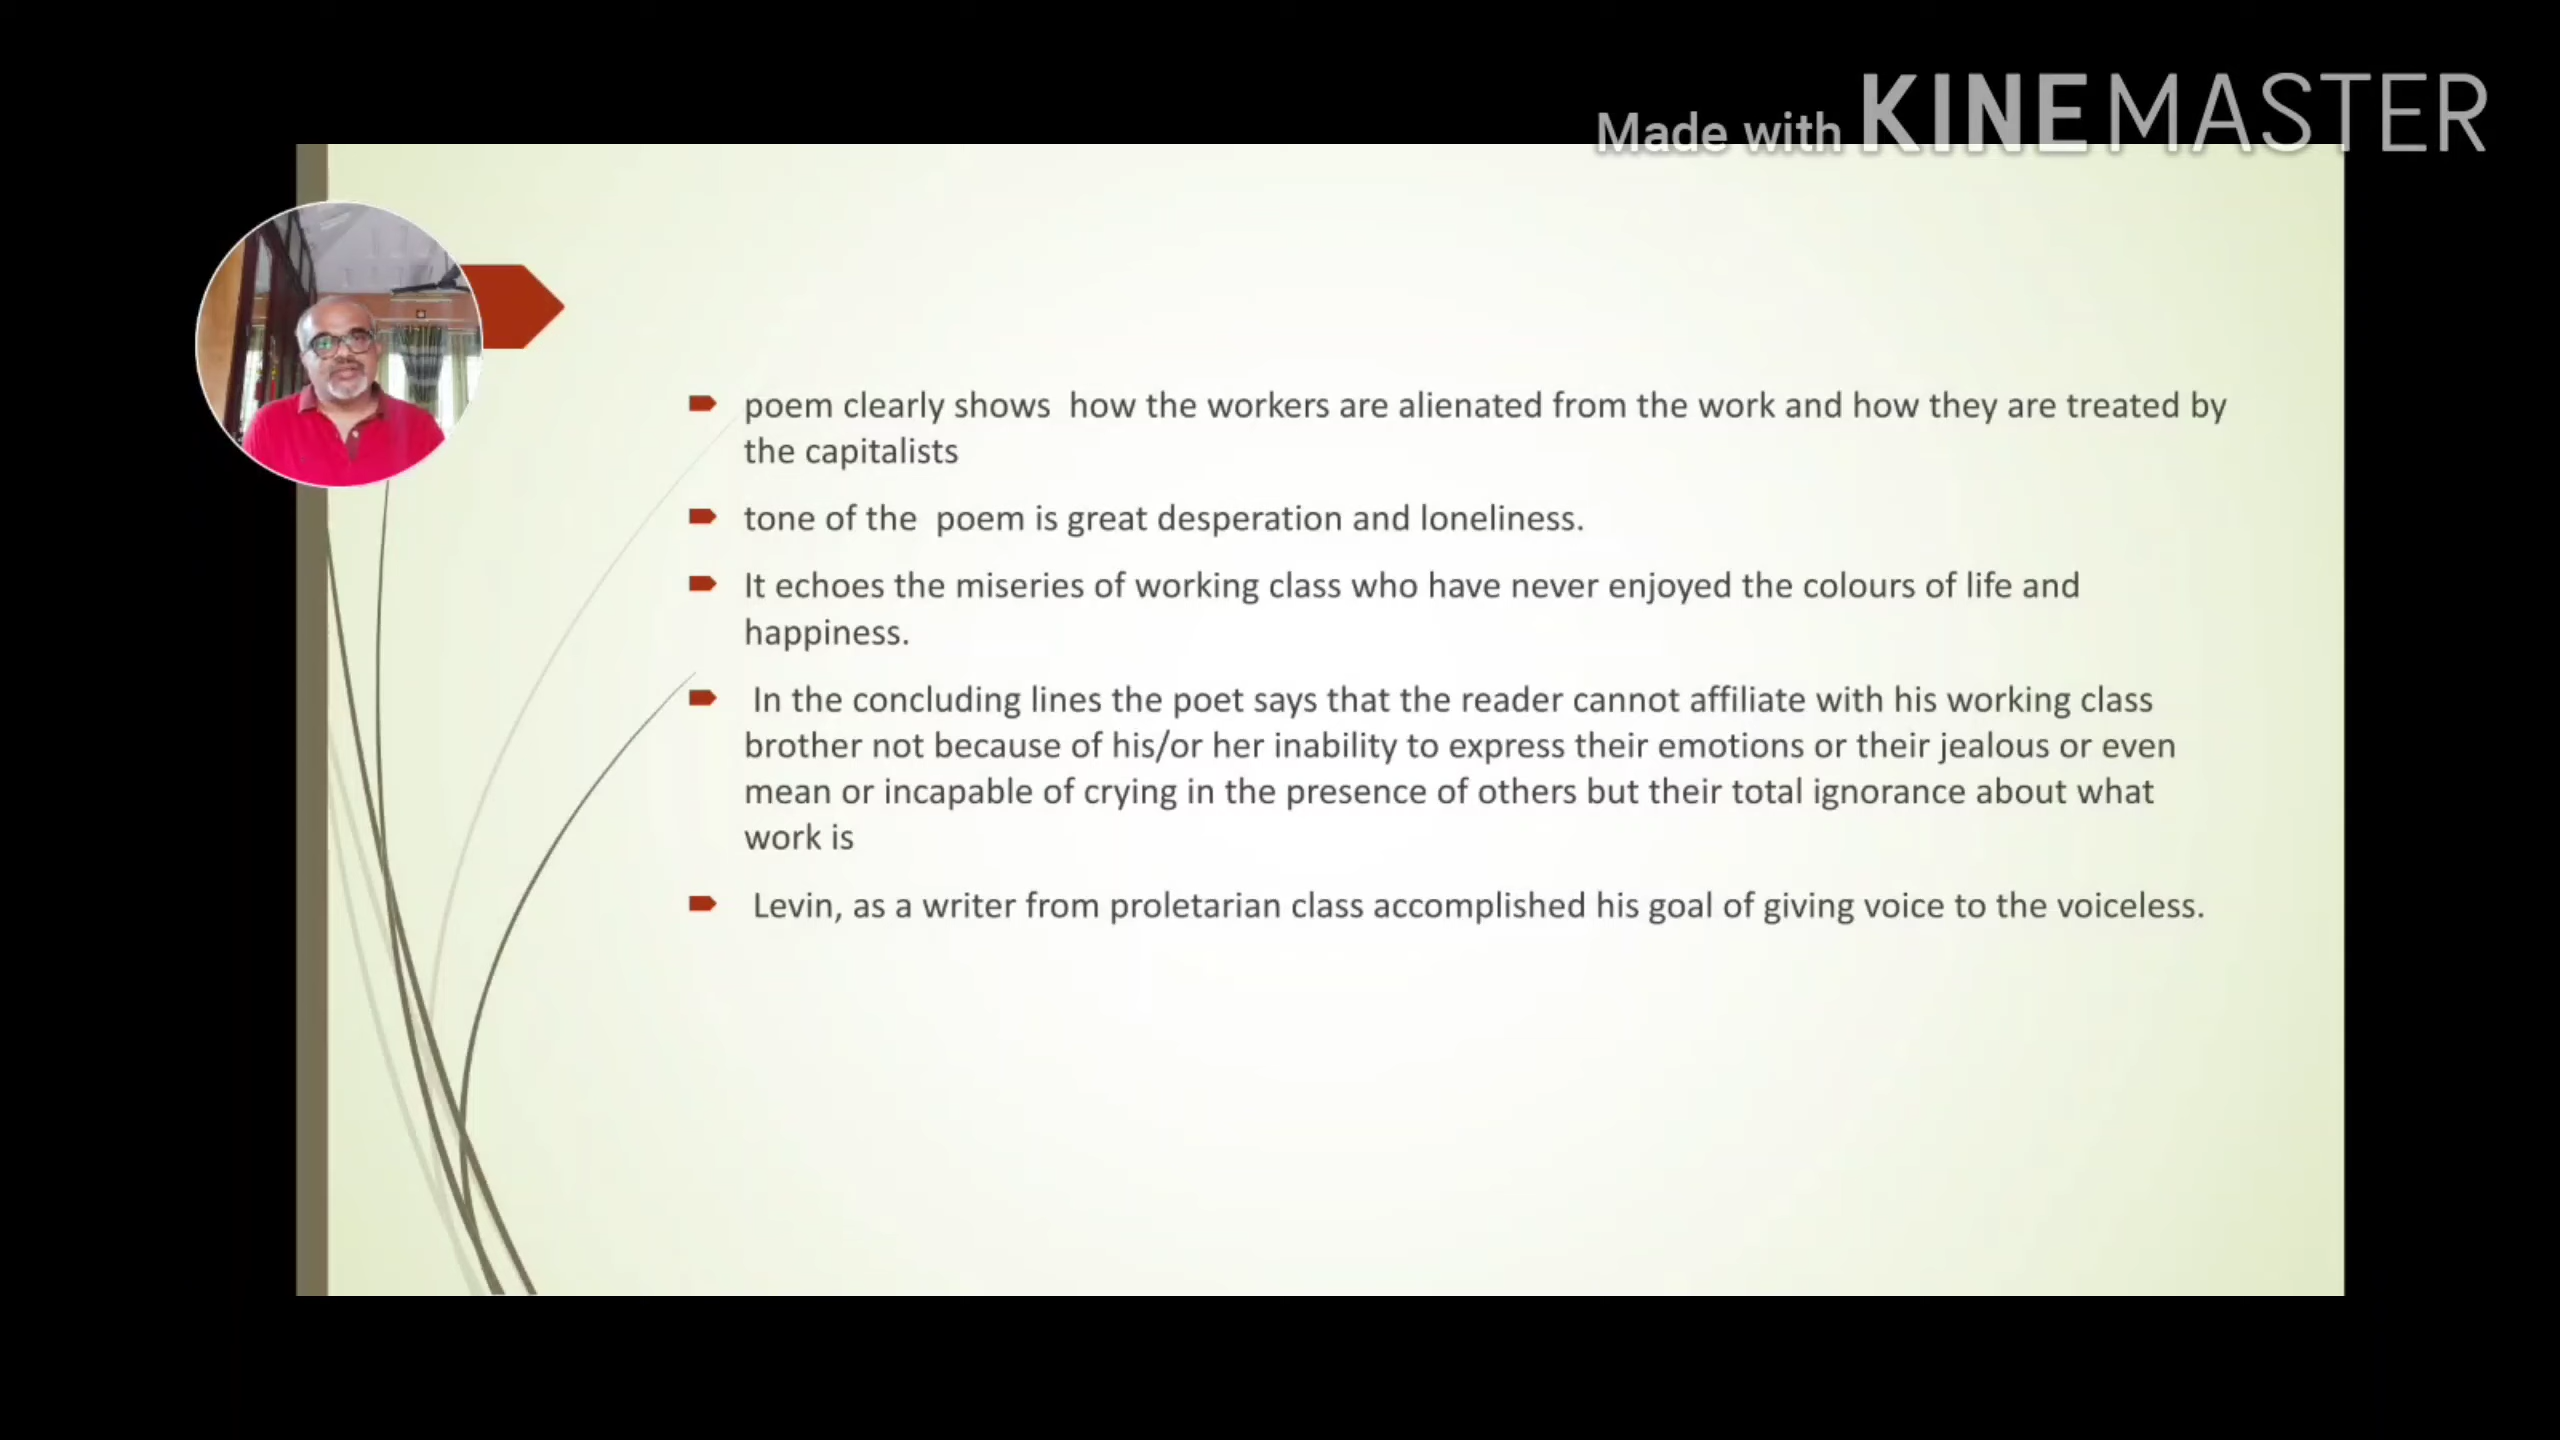 Made with KINEMASTER
poem clearly shows  how the workers are alienated from the work and how they are treated by
the capitalists
tone of the  poem is great desperation and loneliness.
It echoes the miseries of working class who have never enjoyed the colours of life and
happiness.
In the concluding lines the poet says that the reader cannot affiliate with his working class
brother not because of his/or her inability to express their emotions or their jealous or even
mean or incapable of crying in the presence of others but their total ignorance about what
work is
Levin, as a writer from proletarian class accomplished his goal of giving voice to the voiceless.